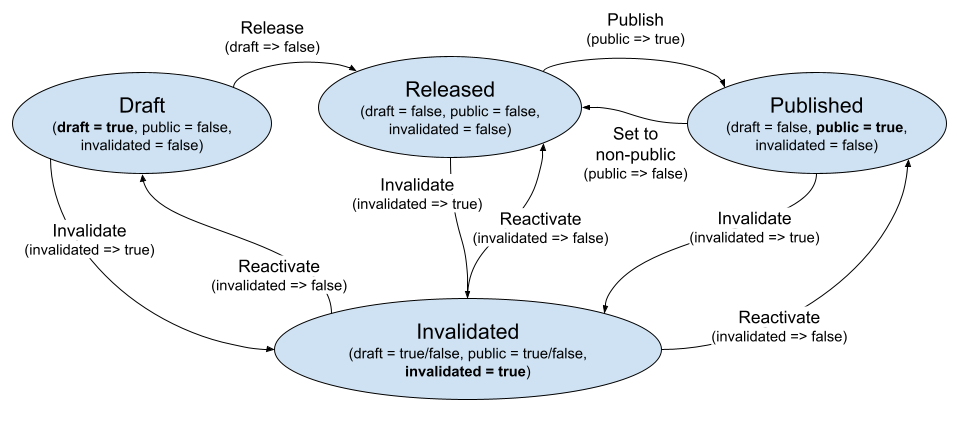 Release
(draft => false)
Publish
(public => true)
Draft
(draft = true, public = false,
invalidated = false)
Released
(draft = false, public = false,
invalidated = false)
Published
(draft = false, public = true,
invalidated = false)
Set to
non-public
(public => false)
Invalidate
(invalidated => true)
Invalidate
(invalidated => true)
Reactivate
(invalidated => false)
Invalidate
(invalidated => true)
Reactivate
(invalidated => false)
Reactivate
(invalidated => false)
Invalidated
(draft = true/false, public = true/false,
invalidated = true)